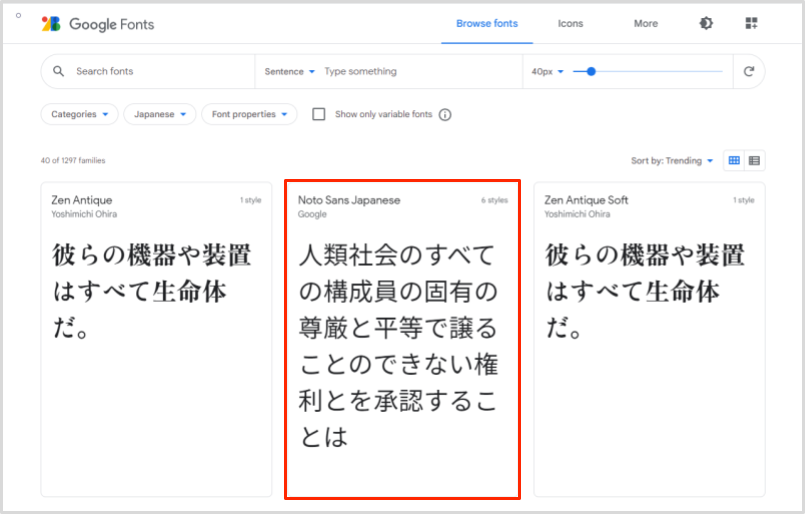 Google Fonts
Browse fonts
Icons
More
Search fonts
Sentence
Type something
40px
Categories
Japanese
Font properties
Show only variable fonts
40 of 1297 families
Sort by: Trending
Zen Antique
1 style
Yoshimichi Ohira
彼らの機器や装置
はすべて生命体
だ。
Noto Sans Japanese
6 styles
Google
人類社会のすべて
の構成員の固有の
尊厳と平等で譲る
ことのできない権
利とを承認するこ
とは
Zen Antique Soft
1 style
Yoshimichi Ohira
彼らの機器や装置
はすべて生命体
だ。